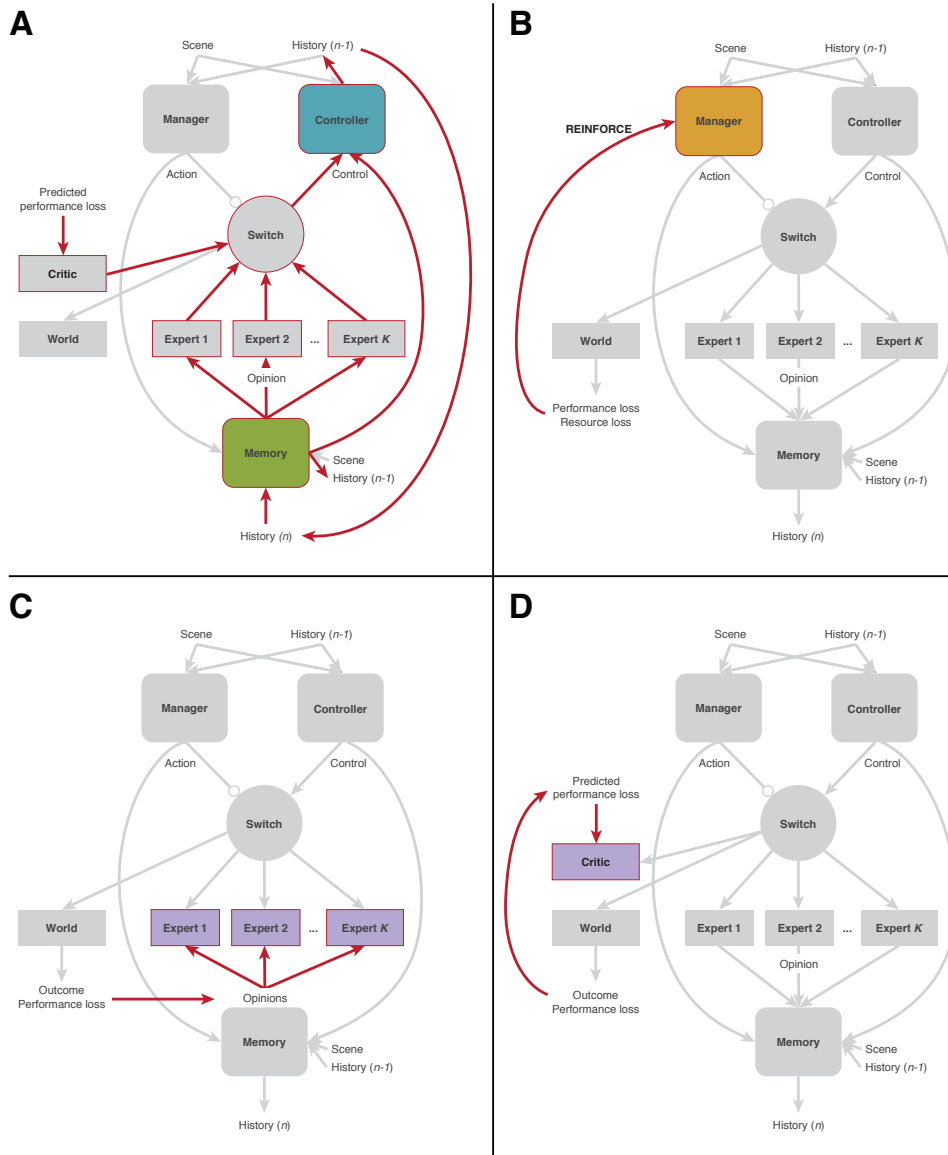 A
Scene
History (n-1)
Manager
Controller
Action
Control
Predicted
performance loss
Switch
Critic
World
Expert 1
Expert 2
...
Expert K
Opinion
Memory
Scene
History (n-1)
History (n)
B
Scene
History (n-1)
REINFORCE
Manager
Controller
Action
Control
Switch
World
Expert 1
Expert 2
...
Expert K
Opinion
Performance loss
Resource loss
Memory
Scene
History (n-1)
History (n)
C
Scene
History (n-1)
Manager
Controller
Action
Control
Switch
World
Expert 1
Expert 2
...
Expert K
Outcome
Performance loss
Opinions
Memory
Scene
History (n-1)
History (n)
D
Scene
History (n-1)
Manager
Controller
Action
Control
Predicted
performance loss
Switch
Critic
World
Expert 1
Expert 2
...
Expert K
Opinion
Outcome
Performance loss
Memory
Scene
History (n-1)
History (n)